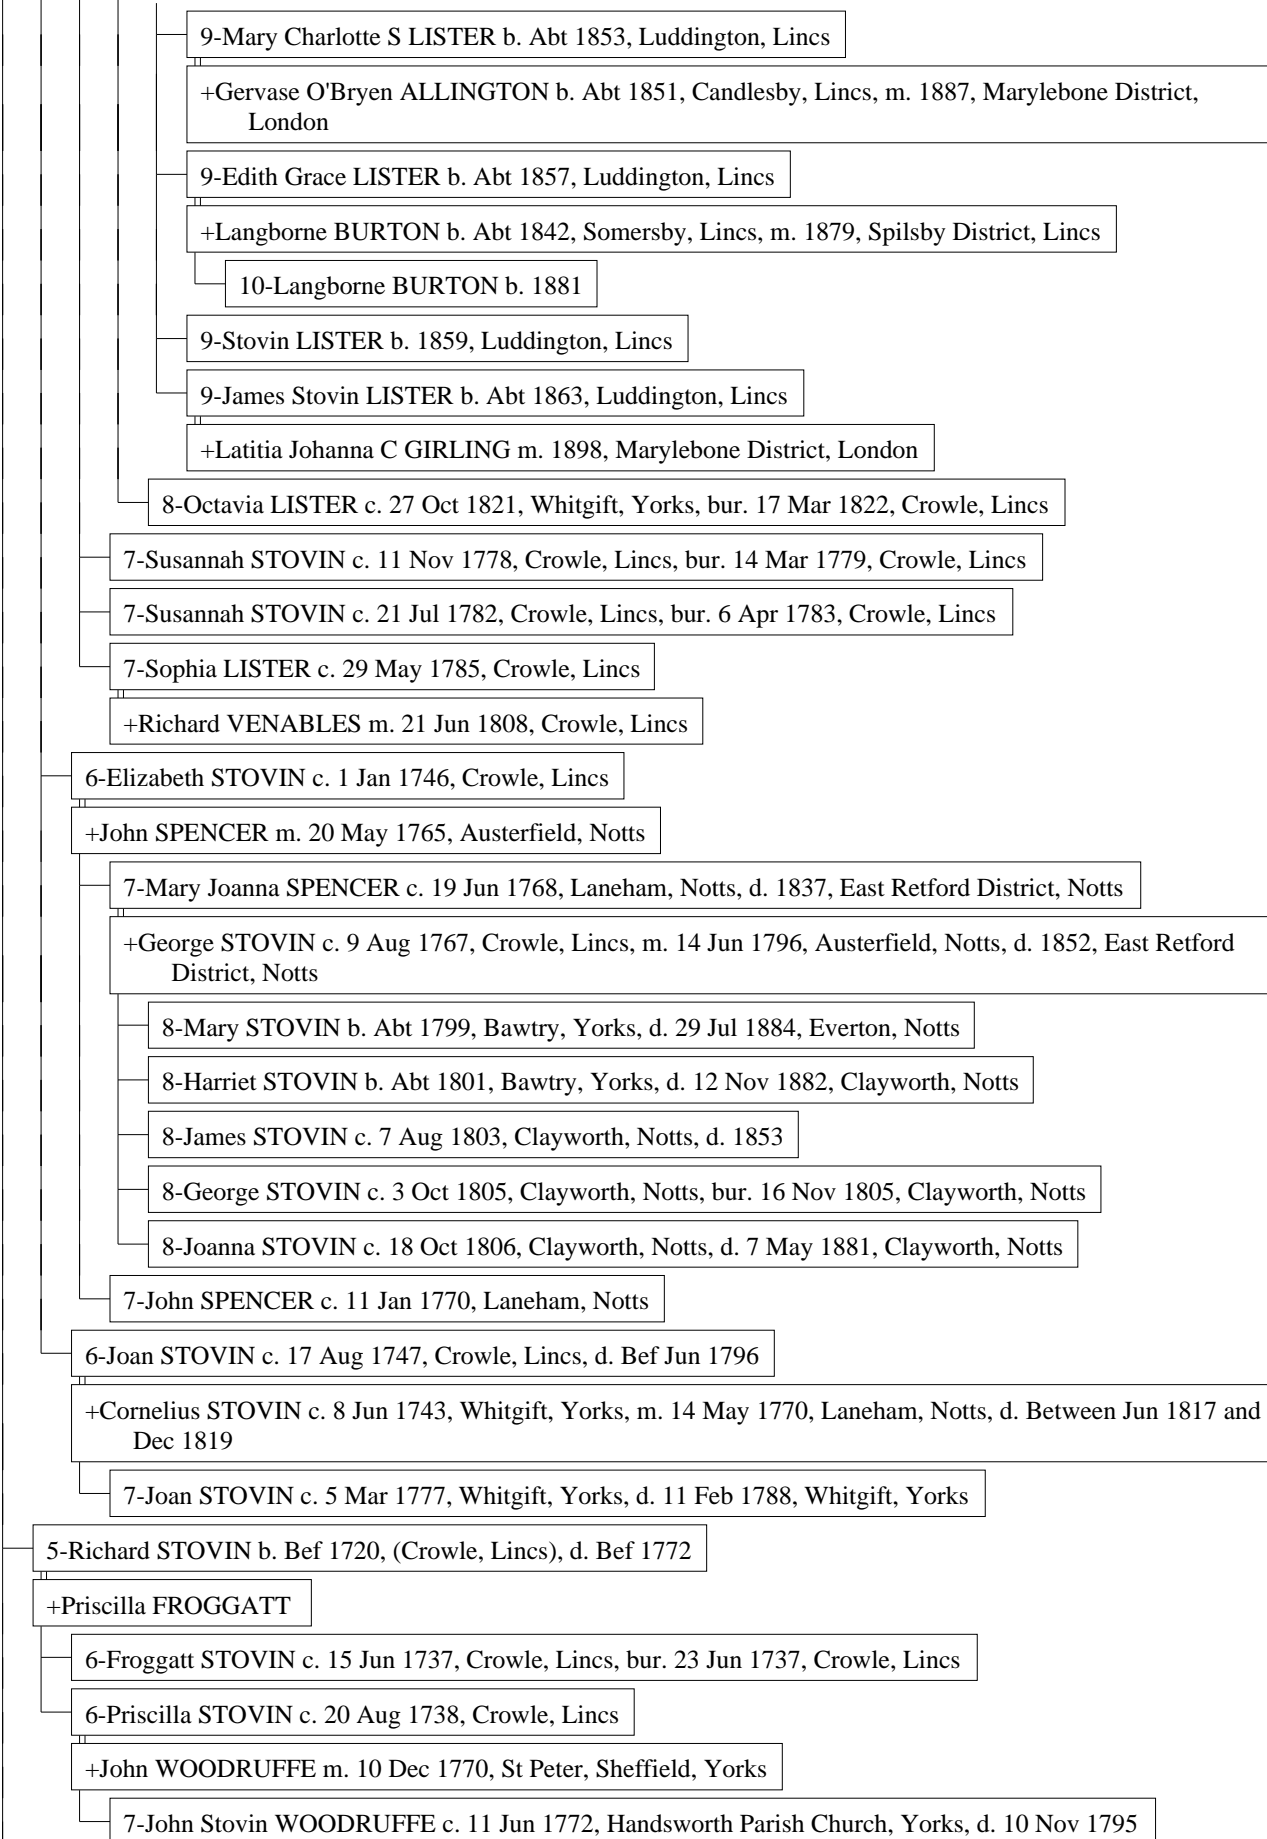 9-Mary Charlotte S LISTER b. Abt 1853, Luddington, Lincs
+Gervase O'Bryen ALLINGTON b. Abt 1851, Candlesby, Lincs, m. 1887, Marylebone District,
London
9-Edith Grace LISTER b. Abt 1857, Luddington, Lincs
+Langborne BURTON b. Abt 1842, Somersby, Lincs, m. 1879, Spilsby District, Lincs
10-Langborne BURTON b. 1881
9-Stovin LISTER b. 1859, Luddington, Lincs
9-James Stovin LISTER b. Abt 1863, Luddington, Lincs
+Latitia Johanna C GIRLING m. 1898, Marylebone District, London
8-Octavia LISTER c. 27 Oct 1821, Whitgift, Yorks, bur. 17 Mar 1822, Crowle, Lincs
7-Susannah STOVIN c. 11 Nov 1778, Crowle, Lincs, bur. 14 Mar 1779, Crowle, Lincs
7-Susannah STOVIN c. 21 Jul 1782, Crowle, Lincs, bur. 6 Apr 1783, Crowle, Lincs
7-Sophia LISTER c. 29 May 1785, Crowle, Lincs
+Richard VENABLES m. 21 Jun 1808, Crowle, Lincs
6-Elizabeth STOVIN c. 1 Jan 1746, Crowle, Lincs
+John SPENCER m. 20 May 1765, Austerfield, Notts
7-Mary Joanna SPENCER c. 19 Jun 1768, Laneham, Notts, d. 1837, East Retford District, Notts
+George STOVIN c. 9 Aug 1767, Crowle, Lincs, m. 14 Jun 1796, Austerfield, Notts, d. 1852, East Retford
District, Notts
8-Mary STOVIN b. Abt 1799, Bawtry, Yorks, d. 29 Jul 1884, Everton, Notts
8-Harriet STOVIN b. Abt 1801, Bawtry, Yorks, d. 12 Nov 1882, Clayworth, Notts
8-James STOVIN c. 7 Aug 1803, Clayworth, Notts, d. 1853
8-George STOVIN c. 3 Oct 1805, Clayworth, Notts, bur. 16 Nov 1805, Clayworth, Notts
8-Joanna STOVIN c. 18 Oct 1806, Clayworth, Notts, d. 7 May 1881, Clayworth, Notts
7-John SPENCER c. 11 Jan 1770, Laneham, Notts
6-Joan STOVIN c. 17 Aug 1747, Crowle, Lincs, d. Bef Jun 1796
+Cornelius STOVIN c. 8 Jun 1743, Whitgift, Yorks, m. 14 May 1770, Laneham, Notts, d. Between Jun 1817 and
Dec 1819
7-Joan STOVIN c. 5 Mar 1777, Whitgift, Yorks, d. 11 Feb 1788, Whitgift, Yorks
5-Richard STOVIN b. Bef 1720, (Crowle, Lincs), d. Bef 1772
+Priscilla FROGGATT
6-Froggatt STOVIN c. 15 Jun 1737, Crowle, Lincs, bur. 23 Jun 1737, Crowle, Lincs
6-Priscilla STOVIN c. 20 Aug 1738, Crowle, Lincs
+John WOODRUFFE m. 10 Dec 1770, St Peter, Sheffield, Yorks
7-John Stovin WOODRUFFE c. 11 Jun 1772, Handsworth Parish Church, Yorks, d. 10 Nov 1795